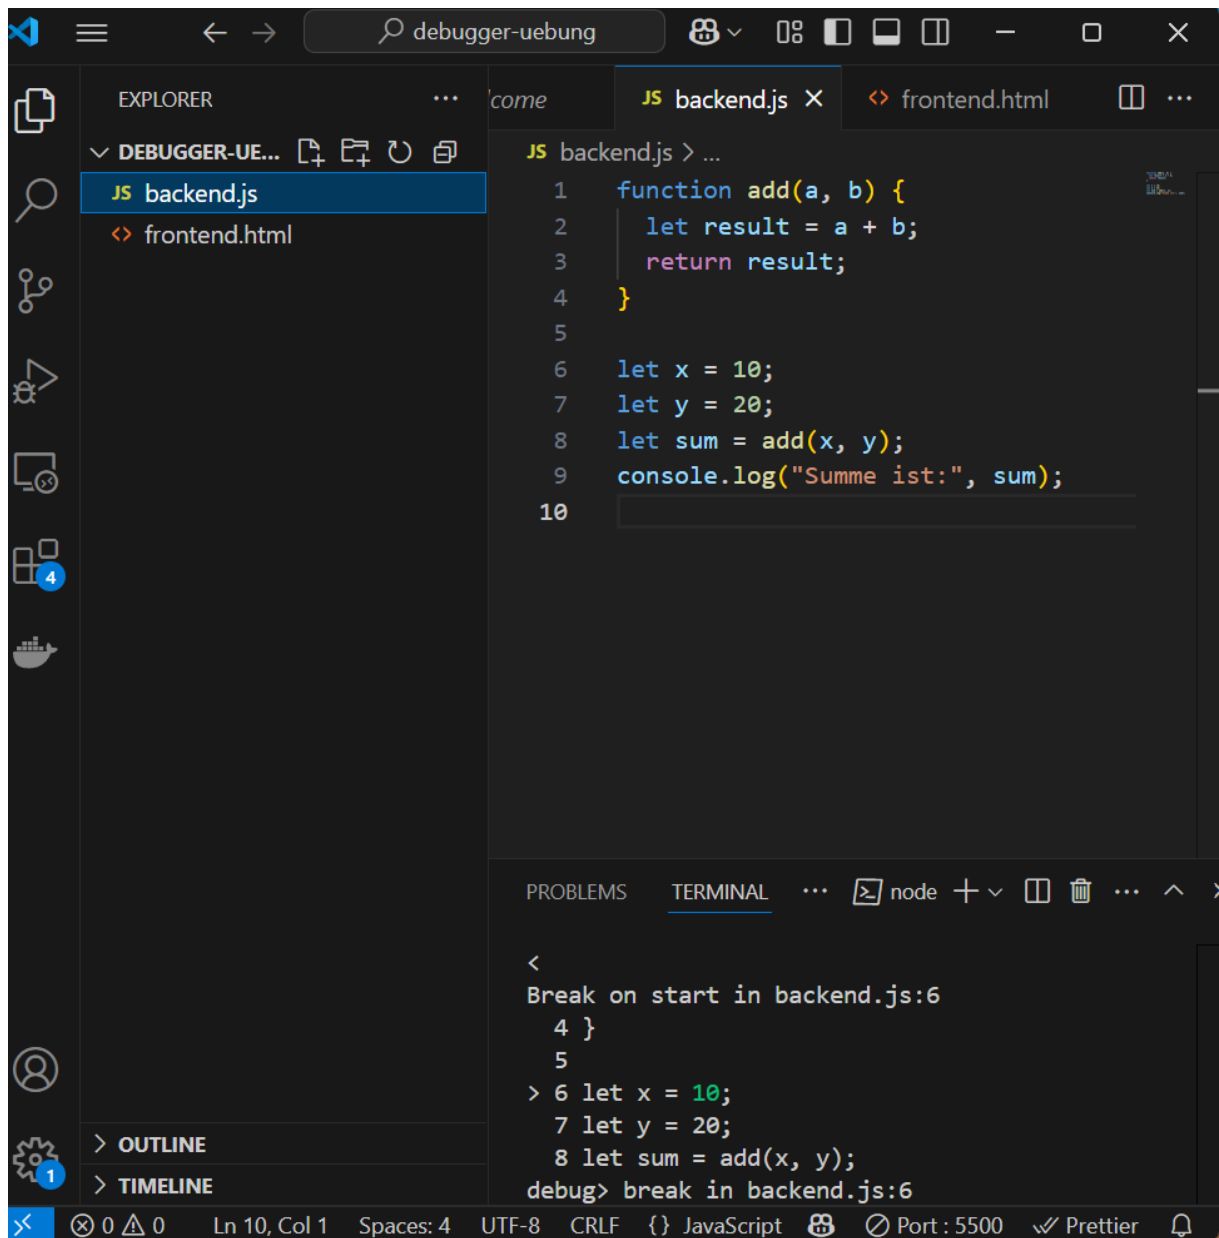 debugger-uebung
EXPLORER
come
JS backend.js
frontend.html
DEBUGGER-UE...
JS backend.js
frontend.html
JS backend.js > ...
1 function add(a, b) {
2 let result = a + b;
3 return result;
4 }
5
6 let x = 10;
7 let y = 20;
8 let sum = add(x, y);
9 console.log("Summe ist:", sum);
10
4
PROBLEMS TERMINAL ... node
<
Break on start in backend.js:6
4 }
5
> 6 let x = 10;
7 let y = 20;
8 let sum = add(x, y);
debug> break in backend.js:6
OUTLINE
1
TIMELINE
0 0 Ln 10, Col 1 Spaces: 4 UTF-8 CRLF {} JavaScript Port : 5500 Prettier